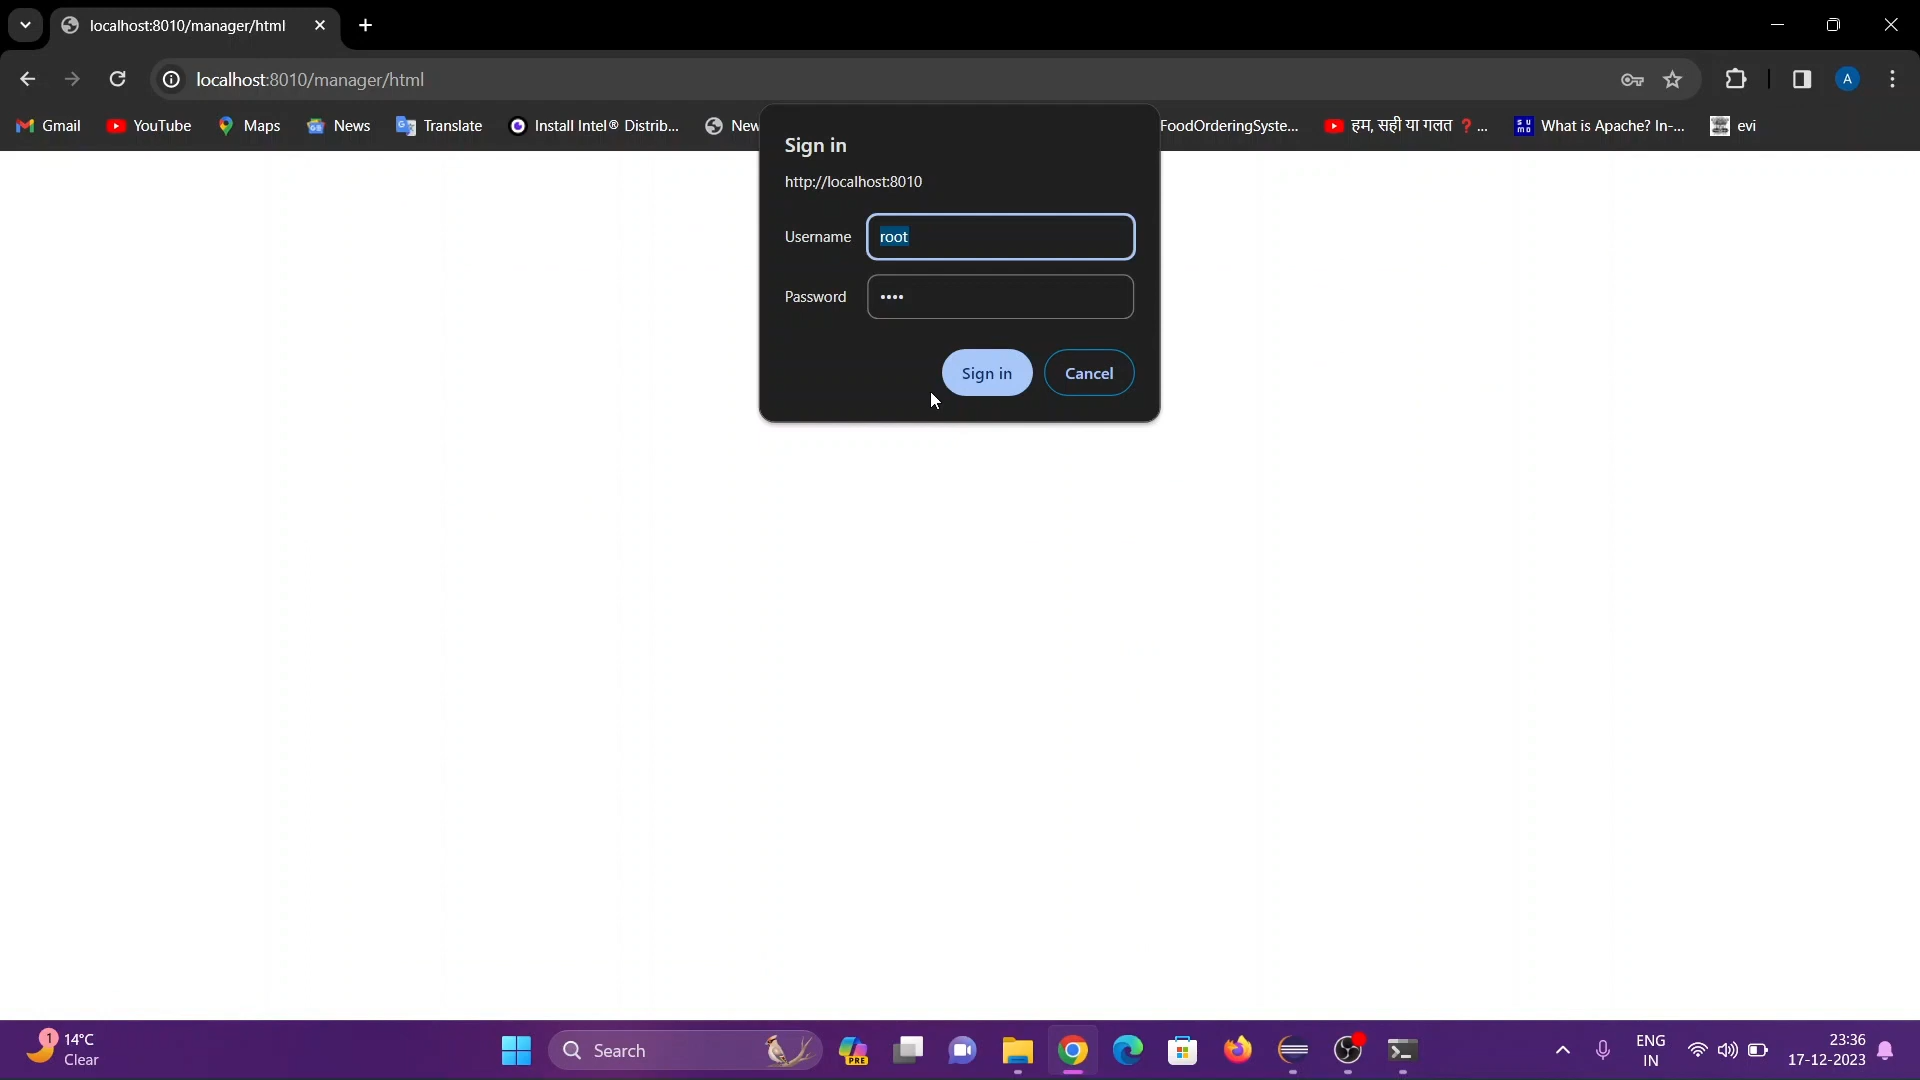 localhost:8010/manager/html
localhost:8010/manager/html
A
Gmail YouTube Maps News Translate Install Intel® Distrib... New FoodOrderingSyste... हम, सही या गलत ❓ ... What is Apache? In-... evi
Sign in
http://localhost:8010
Username root
Password ••••
Sign in Cancel
1 14°C
Clear
Search
PRE
ENG
IN
23:36
17-12-2023